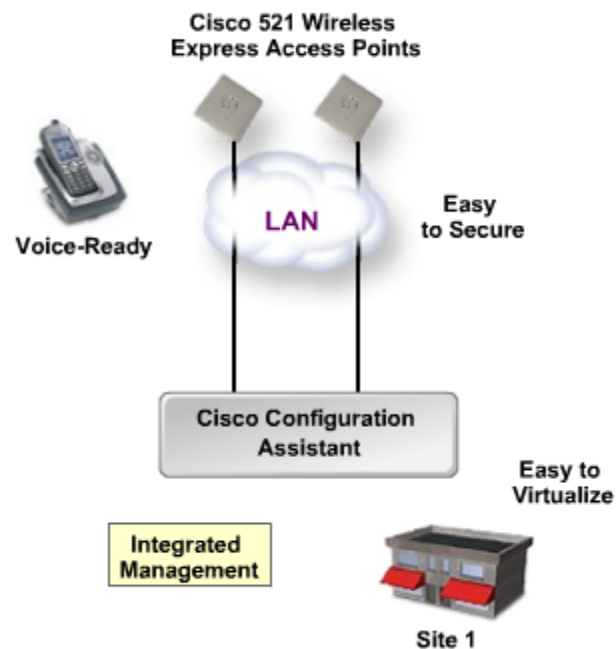 Cisco 521 Wireless
Express Access Points
Voice-Ready
LAN
Easy
to Secure
Cisco Configuration
Assistant
Easy to
Virtualize
Integrated
Management
Site 1